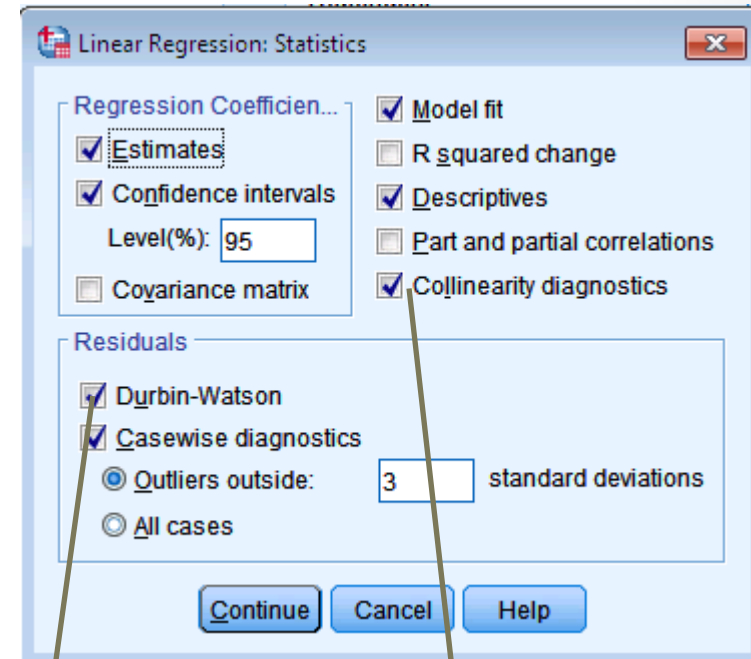 Linear Regression: Statistics
Regression Coefficien...
Estimates
Confidence intervals
Level(%): 95
Covariance matrix
Model fit
R squared change
Descriptives
Part and partial correlations
Collinearity diagnostics
Residuals
Durbin-Watson
Casewise diagnostics
Outliers outside: 3 standard deviations
All cases
Continue Cancel Help